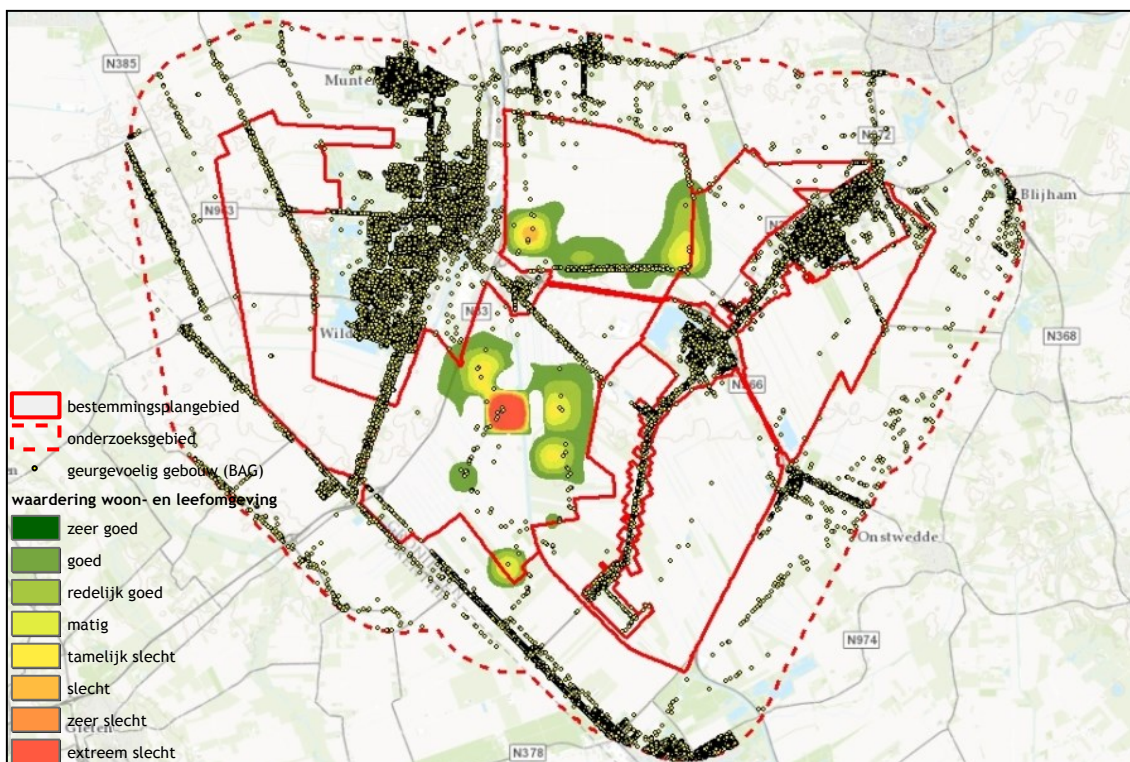 N385
Munte
N972
Blijham
N963
N33
Wild
N368
N366
bestemmingsplangebied
onderzoeksgebied
geurgevoelig gebouw (BAG)
waardering woon- en leefomgeving
zeer goed
goed
redelijk goed
matig
tamelijk slecht
slecht
zeer slecht
extreem slecht
Onstwedde
N974
Gieten
N378